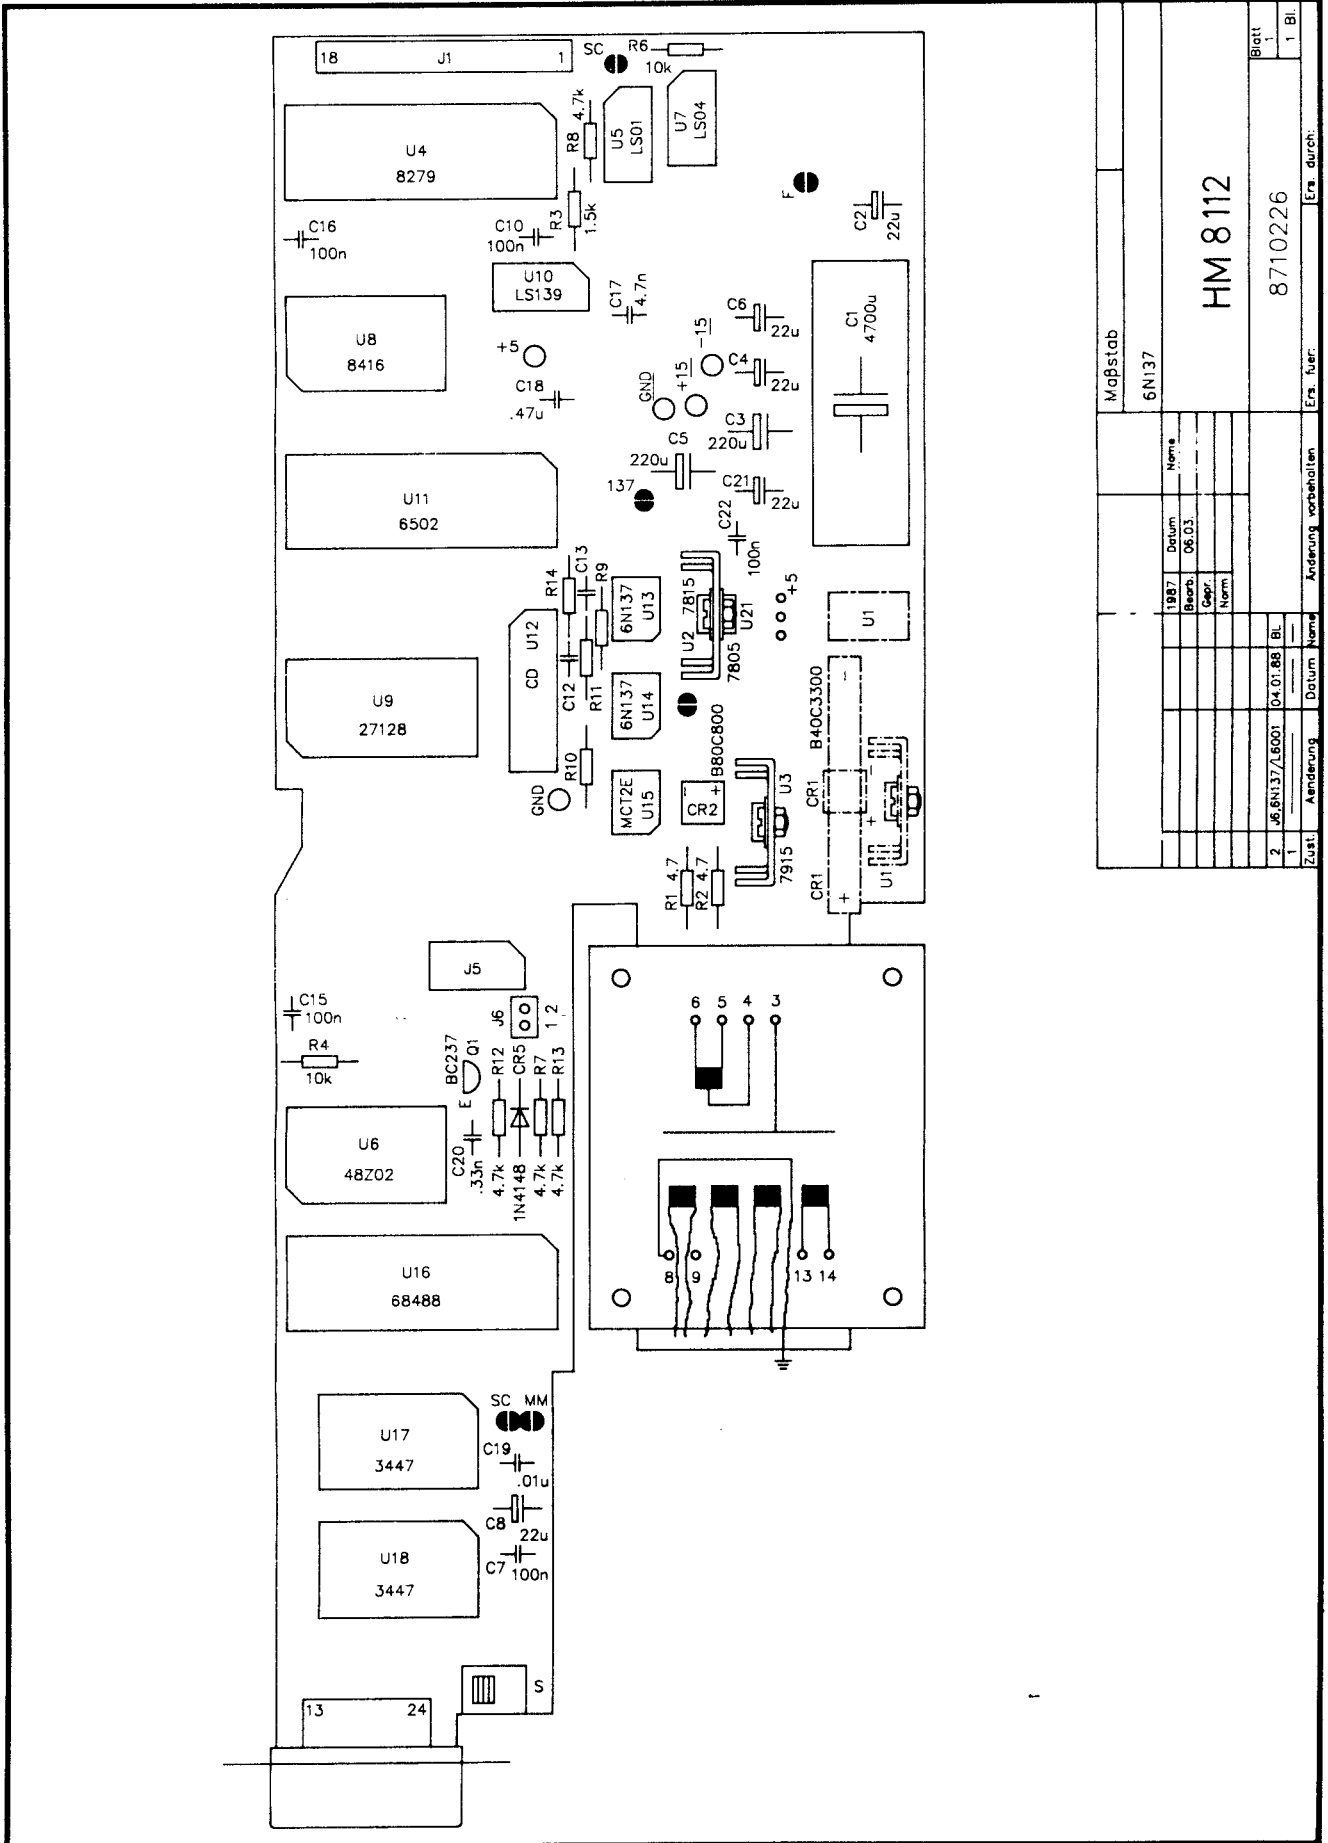 18 J1 1
SC
R6
10k
U4
8279
R8 4.7k
U5
LS01
U7
LS04
C16
100n
C10
100n
R3
1.5k
F
C2
22u
U10
LS139
C17
4.7n
U8
8416
+5
C18
.47u
-15
+15
GND
C6
22u
C4
22u
C3
220u
C5
220u
C21
22u
C1
4700u
U11
6502
137
C22
100n
R14
C13
R9
U12
CD
C12
R11
6N137
U13
U2
7815
U21
7805
+5
U1
U9
27128
6N137
U14
R10
GND
MCT2E
U15
B80C800
-
+
CR2
U3
7915
B40C3300
-
CR1
-
+
CR1
+
U1
R1 4.7
R2 4.7
J5
J6
1 2
C15
100n
R4
10k
BC237
Q1
E
R12
CR5
R7
R13
C20
.33n
4.7k
1N4148
4.7k
4.7k
U6
48Z02
6 5 4 3
8 9 13 14
U16
68488
SC MM
U17
3447
C19
.01u
C8
22u
U18
3447
C7
100n
S
13 24
Maßstab
6N137
HM 8112
8710226
Blatt
1
1 Bl.
1987 Datum Name
Bearb. 06.03.
Gepr.
Norm
2 J6,6N137/L6001 04.01.88 BL
1
Zust. Aenderung Datum Name
Änderung vorbehalten
Ers. fuer:
Ers. durch: